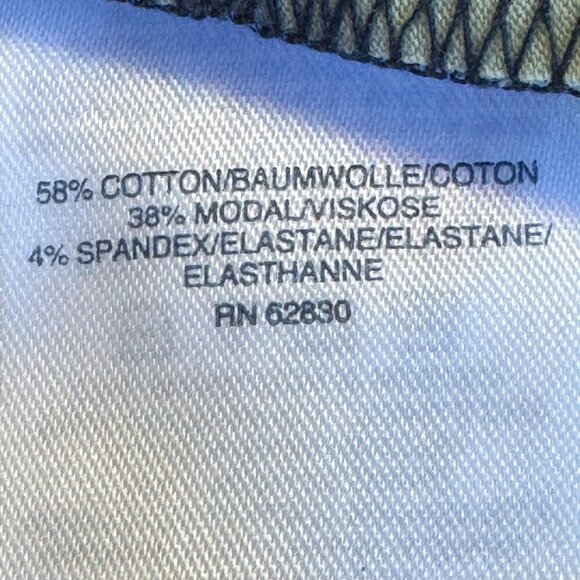 58% COTTON/BAUMWOLLE/COTON
38% MODAL/VISKOSE
4% SPANDEX/ELASTANE/ELASTANE/
ELASTHANNE
RN 62830